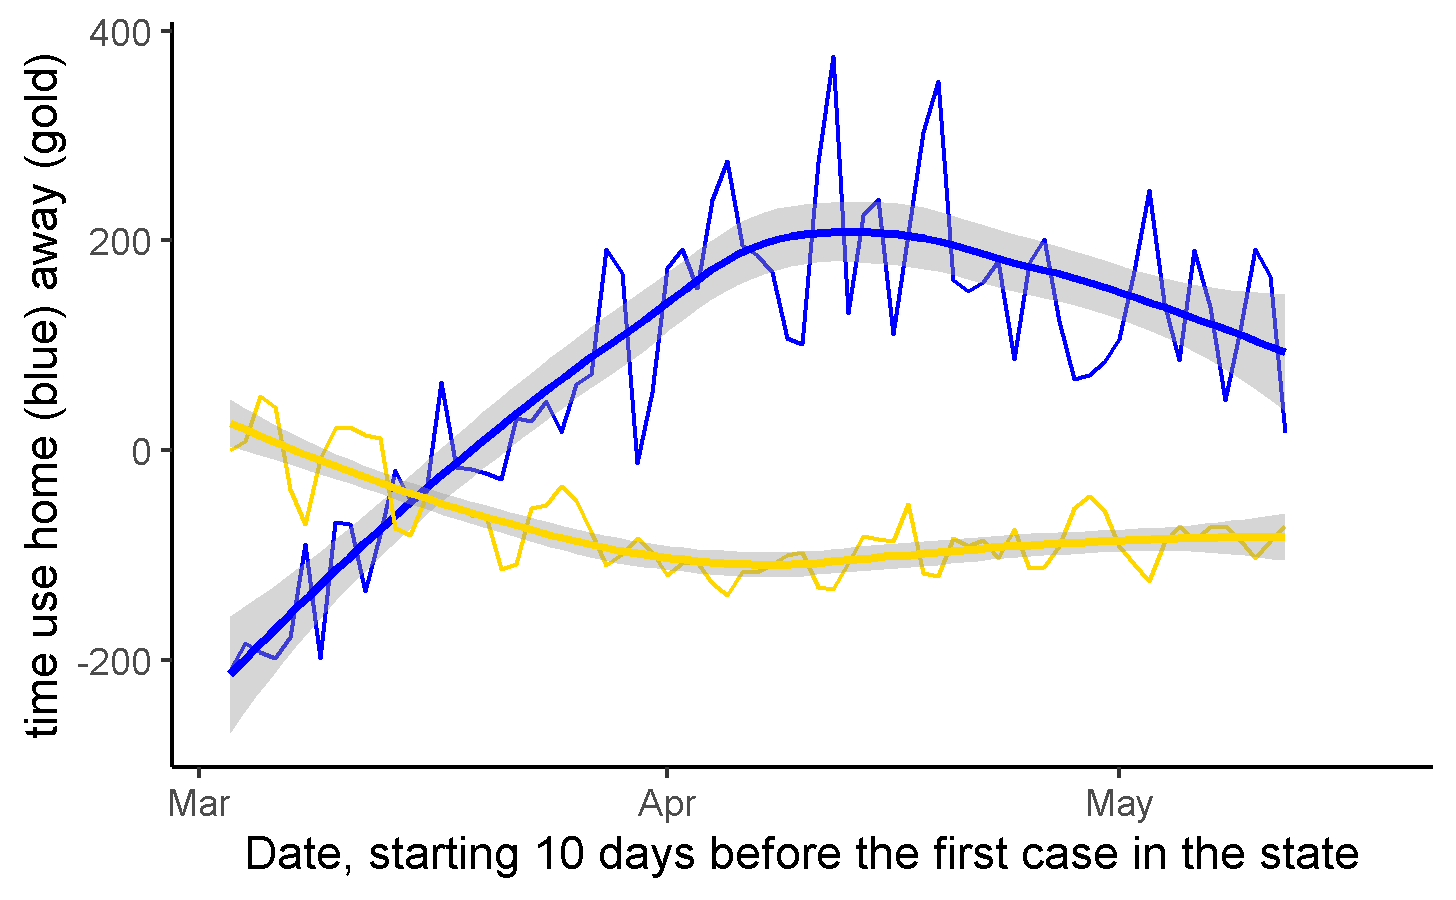 time use home (blue) away (gold)
400
200
0
-200
Mar
Apr
May
Date, starting 10 days before the first case in the state